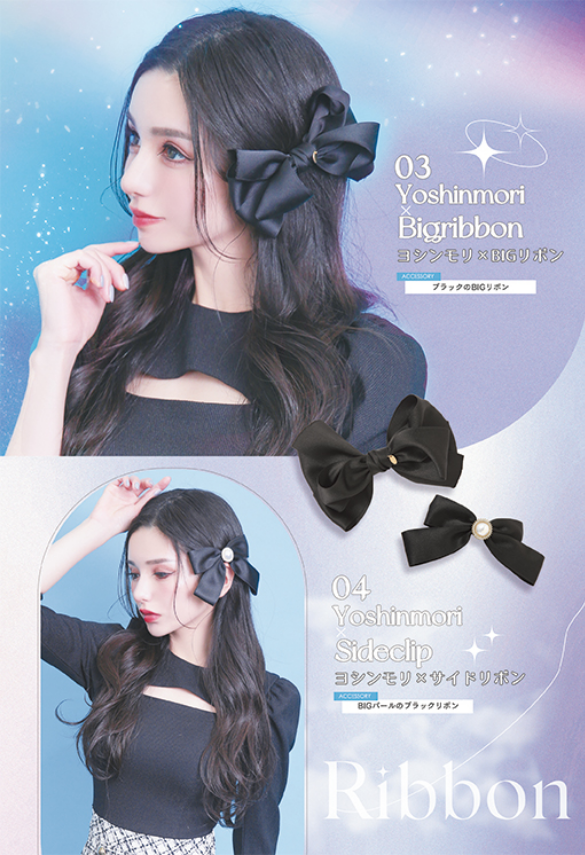 03
Yoshinmori
×
Bigribbon
ヨシンモリ×BIGリボン
ACCESSORY
ブラックのBIGリボン
04
Yoshinmori
×
Sideclip
ヨシンモリ×サイドリボン
ACCESSORY
BIGパールのブラックリボン
Ribbon